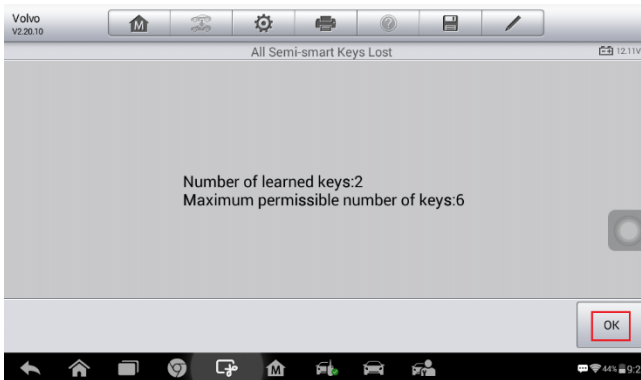 Volvo
V2.20.10
All Semi-smart Keys Lost
12.11V
Number of learned keys:2
Maximum permissible number of keys:6
OK
44%